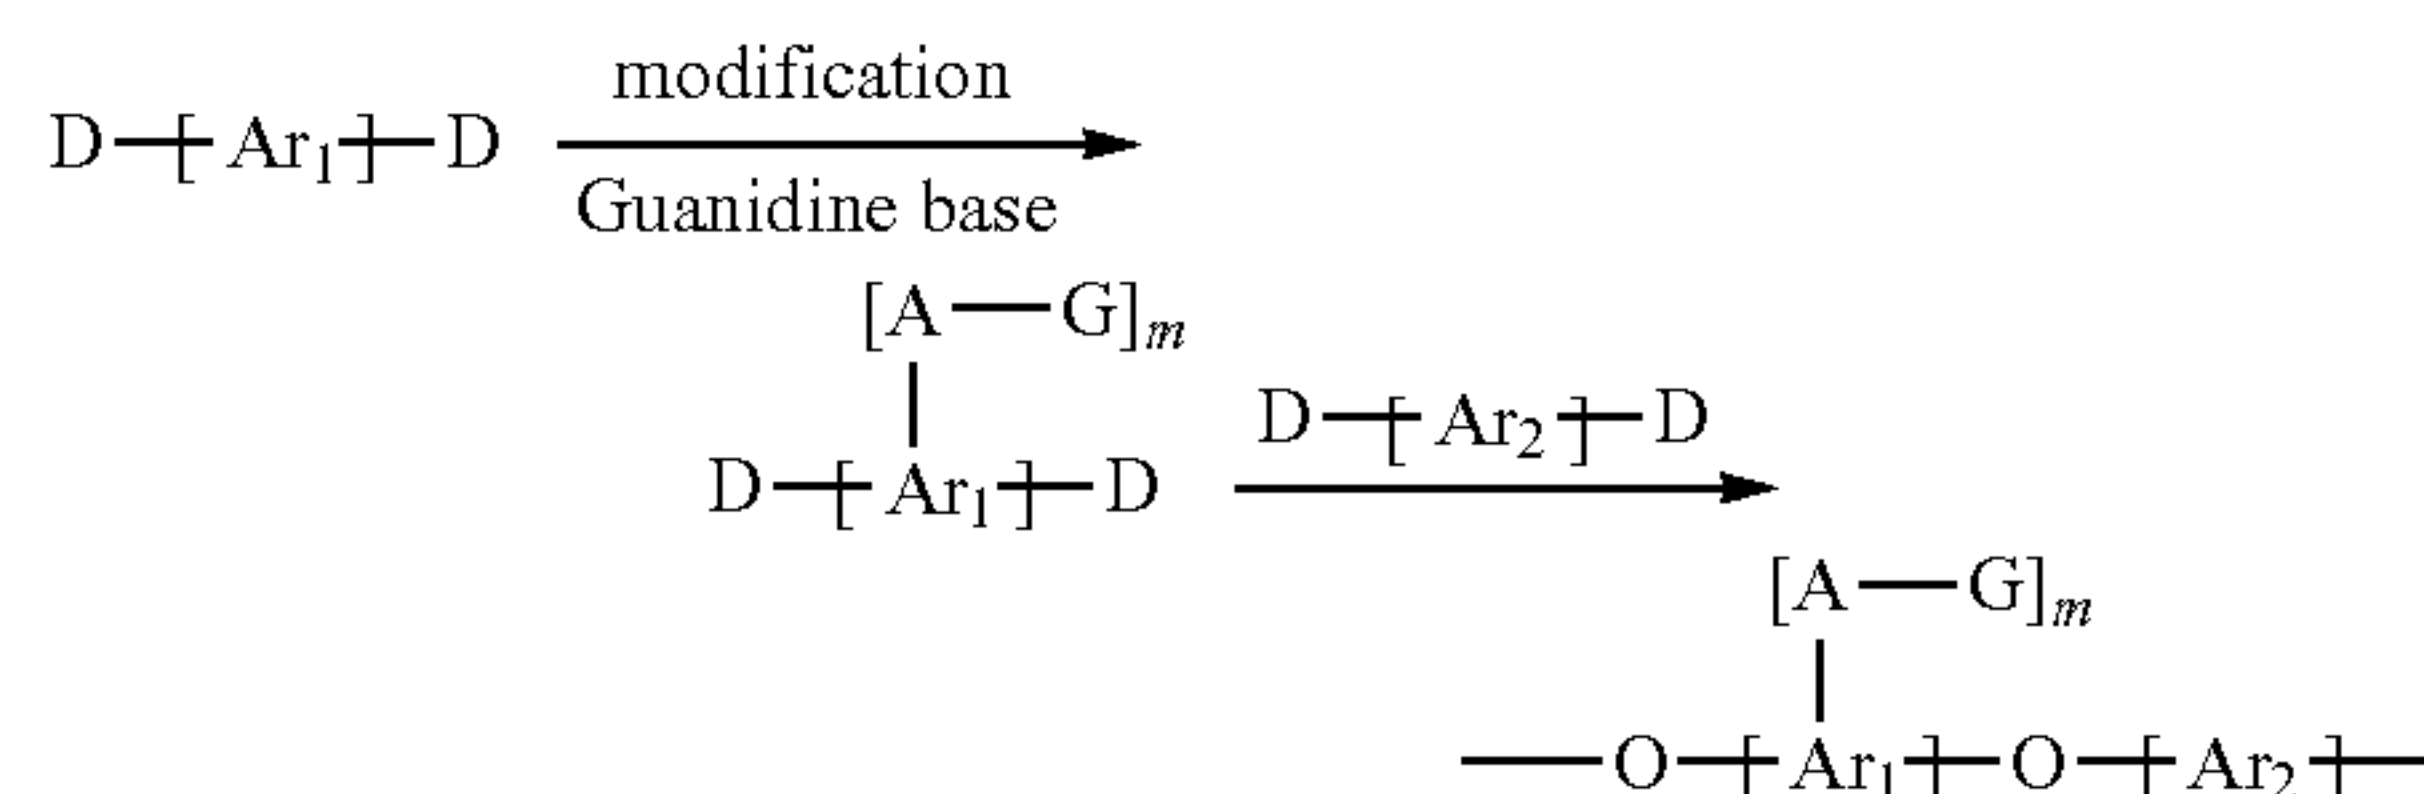 modification
D—[Ar1]—D
Guanidine base
[A—G]m
D—[Ar2]—D
D—[Ar1]—D
[A—G]m
—O—[Ar1]—O—[Ar2]—